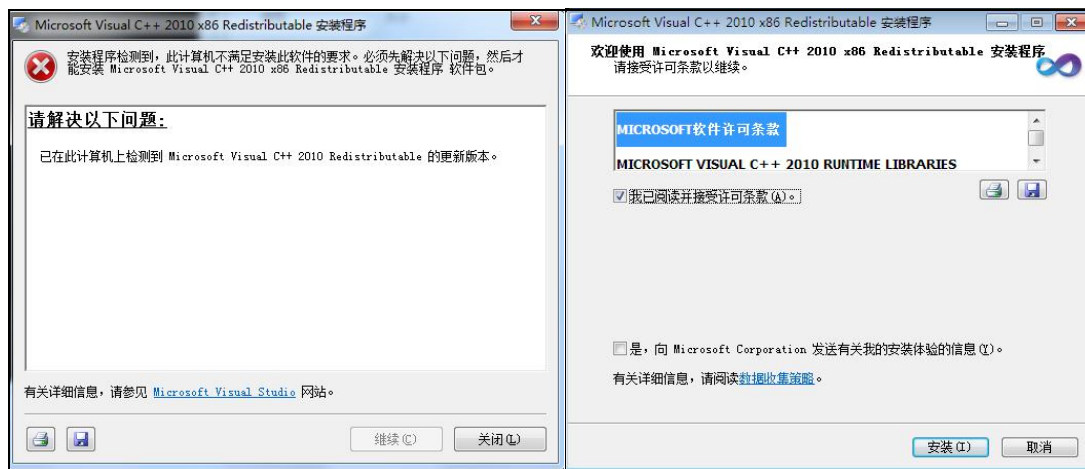 Microsoft Visual C++ 2010 x86 Redistributable 安装程序
安装程序检测到，此计算机不满足安装此软件的要求。必须先解决以下问题，然后才
能安装 Microsoft Visual C++ 2010 x86 Redistributable 安装程序 软件包。
请解决以下问题:
已在此计算机上检测到 Microsoft Visual C++ 2010 Redistributable 的更新版本。
有关详细信息，请参见 Microsoft Visual Studio 网站。
继续(C)
关闭(L)
Microsoft Visual C++ 2010 x86 Redistributable 安装程序
欢迎使用 Microsoft Visual C++ 2010 x86 Redistributable 安装程序
请接受许可条款以继续。
MICROSOFT软件许可条款
MICROSOFT VISUAL C++ 2010 RUNTIME LIBRARIES
我已阅读并接受许可条款(A)。
是，向 Microsoft Corporation 发送有关我的安装体验的信息(Y)。
有关详细信息，请阅读数据收集策略。
安装(I)
取消